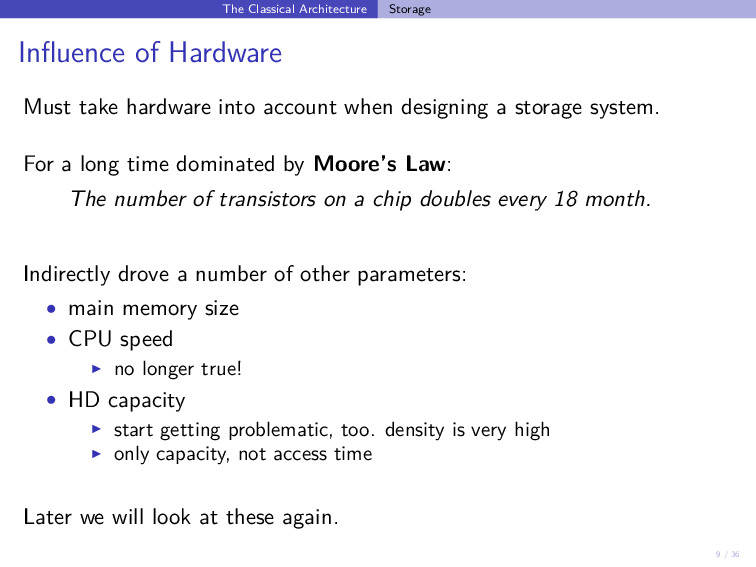 The Classical Architecture Storage
Influence of Hardware
Must take hardware into account when designing a storage system.
For a long time dominated by Moore's Law:
The number of transistors on a chip doubles every 18 month.
Indirectly drove a number of other parameters:
• main memory size
• CPU speed
▶ no longer true!
• HD capacity
▶ start getting problematic, too. density is very high
▶ only capacity, not access time
Later we will look at these again.
9 / 36